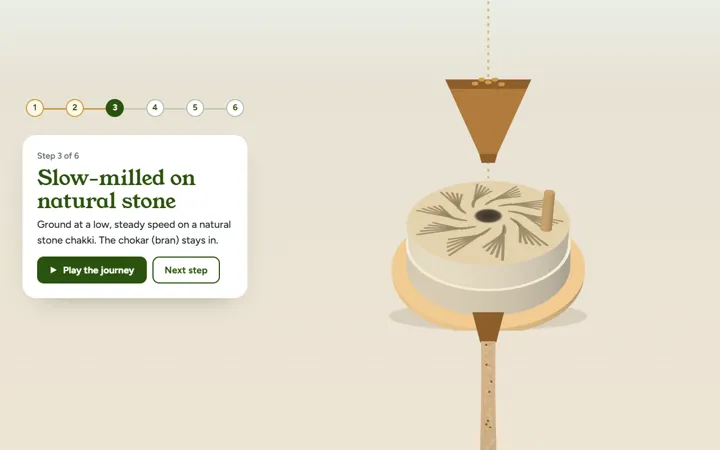 1 2 3 4 5 6
Step 3 of 6
Slow-milled on
natural stone
Ground at a low, steady speed on a natural
stone chakki. The chokar (bran) stays in.
Play the journey
Next step